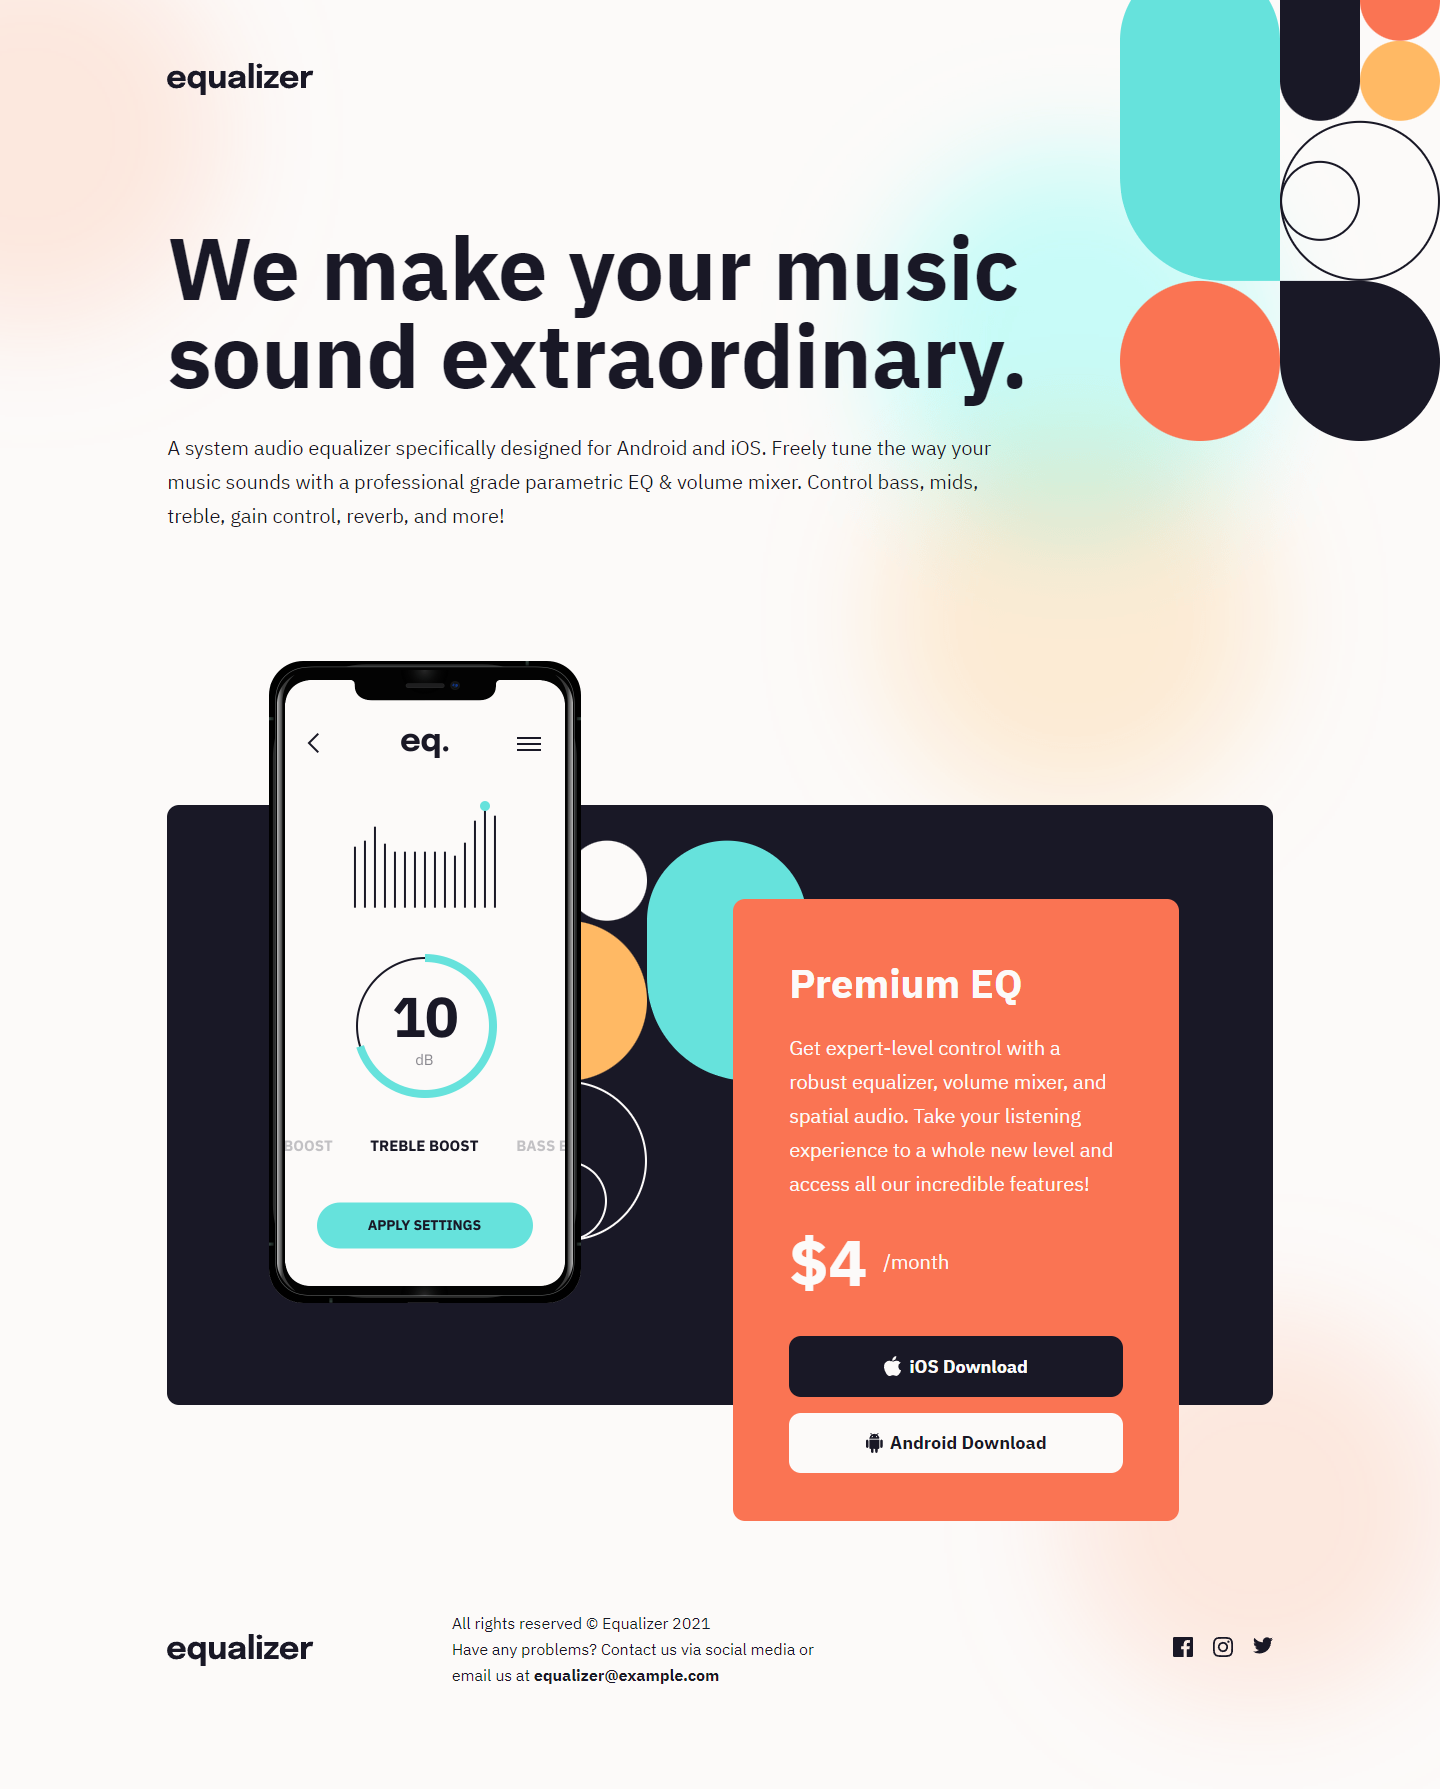 equalizer
We make your music
sound extraordinary.
A system audio equalizer specifically designed for Android and iOS. Freely tune the way your
music sounds with a professional grade parametric EQ & volume mixer. Control bass, mids,
treble, gain control, reverb, and more!
eq.
10
dB
BOOST TREBLE BOOST BASS B
APPLY SETTINGS
Premium EQ
Get expert-level control with a
robust equalizer, volume mixer, and
spatial audio. Take your listening
experience to a whole new level and
access all our incredible features!
$4 /month
iOS Download
Android Download
equalizer
All rights reserved © Equalizer 2021
Have any problems? Contact us via social media or
email us at equalizer@example.com